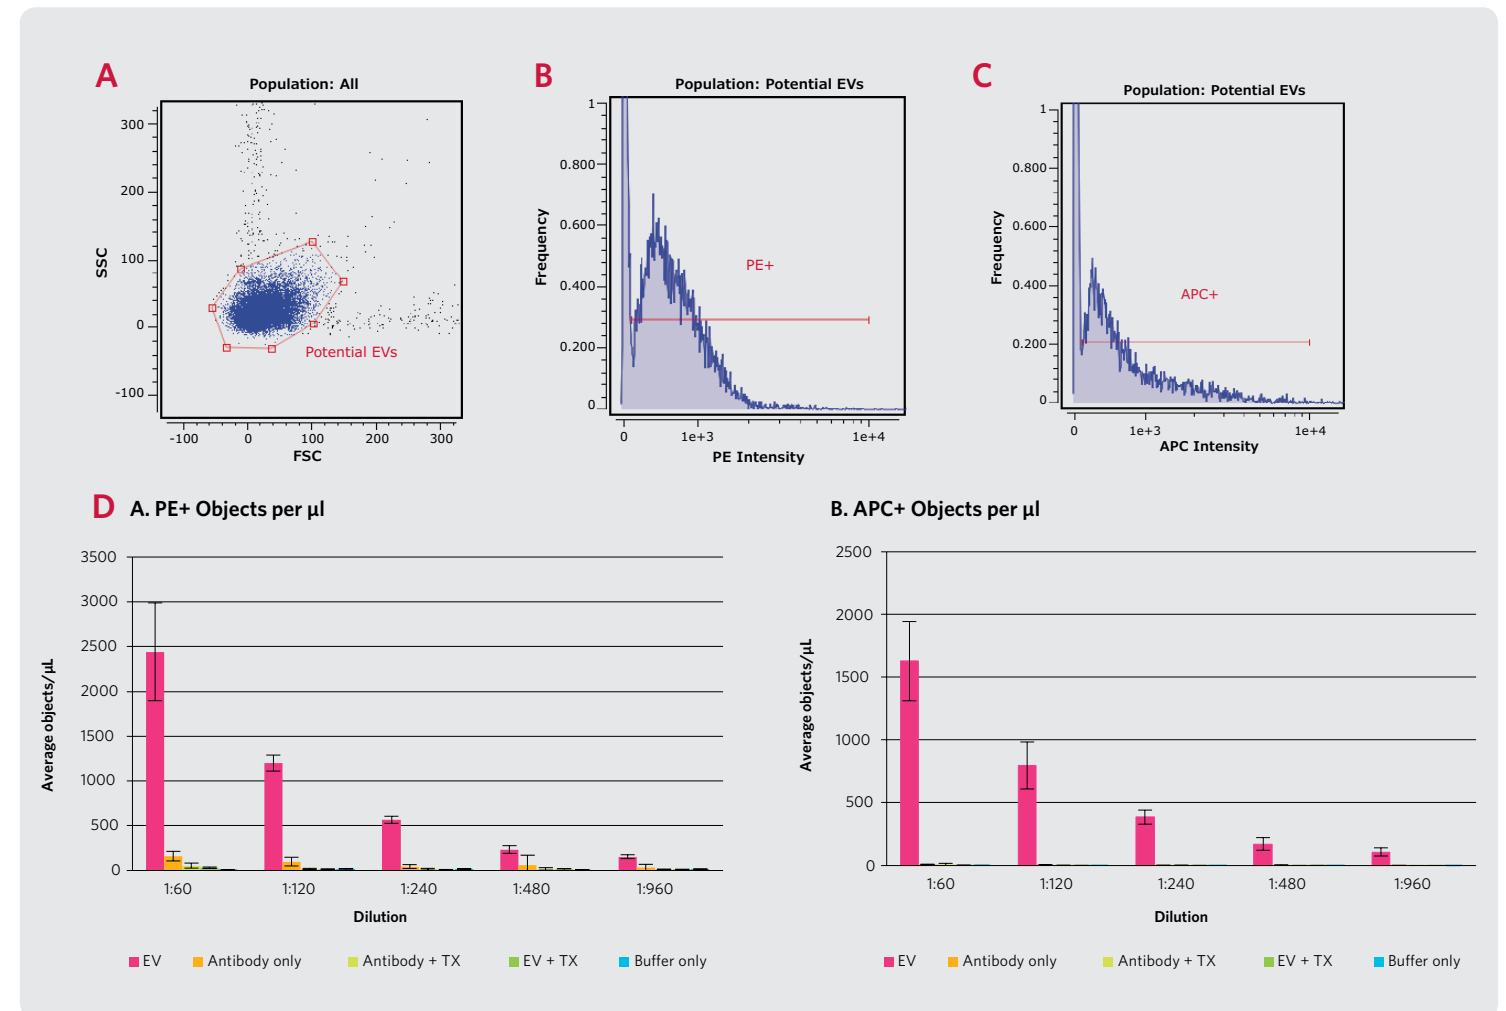 A
Population: All
300
200
100
0
-100
SSC
-100 0 100 200 300
FSC
Potential EVs
B
Population: Potential EVs
1
0.800
0.600
0.400
0.200
0
Frequency
PE+
0 1e+3 1e+4
PE Intensity
C
Population: Potential EVs
1
0.800
0.600
0.400
0.200
0
Frequency
APC+
0 1e+3 1e+4
APC Intensity
D A. PE+ Objects per µl
3500
3000
2500
2000
1500
1000
500
0
Average objects/µL
1:60 1:120 1:240 1:480 1:960
Dilution
EV Antibody only Antibody + TX EV + TX Buffer only
B. APC+ Objects per µl
2500
2000
1500
1000
500
0
Average objects/µL
1:60 1:120 1:240 1:480 1:960
Dilution
EV Antibody only Antibody + TX EV + TX Buffer only